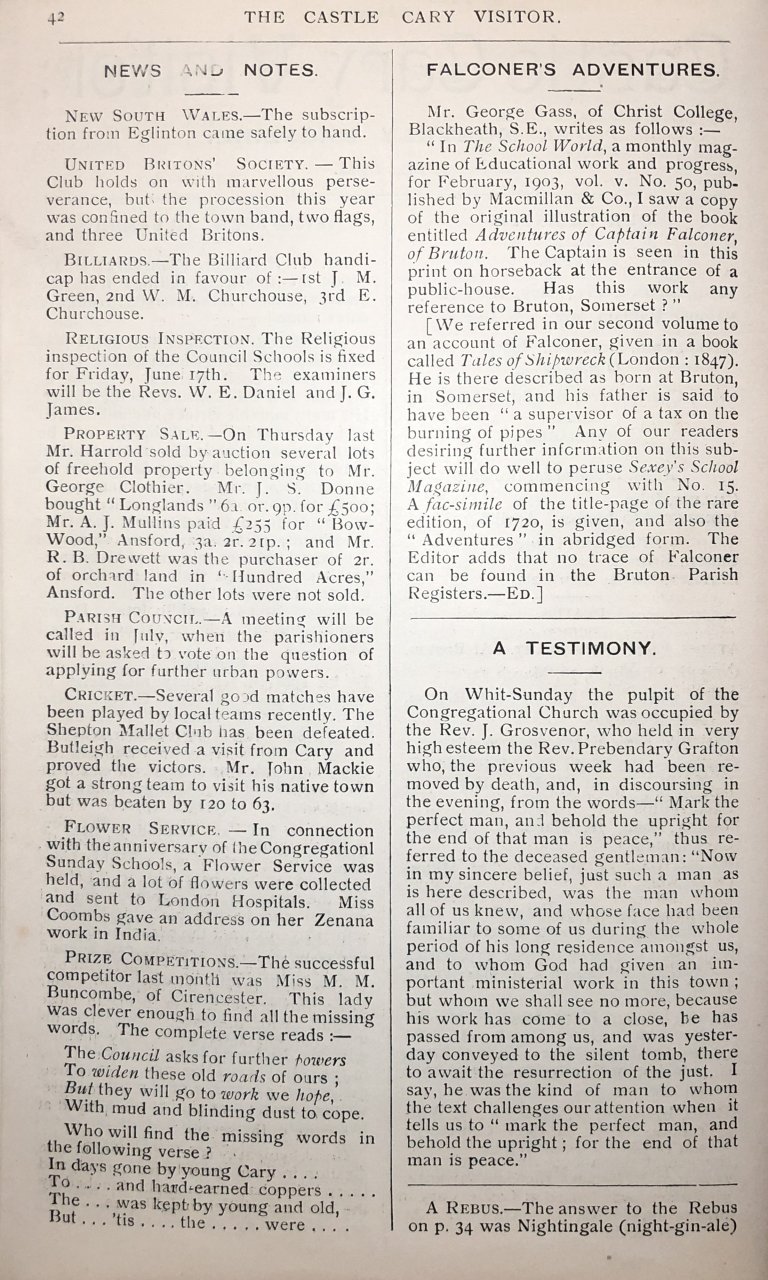 42
THE CASTLE CARY VISITOR.
NEWS AND NOTES.
NEW SOUTH WALES.—The subscrip-
tion from Eglinton came safely to hand.
UNITED BRITONS' SOCIETY. — This
Club holds on with marvellous perse-
verance, but the procession this year
was confined to the town band, two flags,
and three United Britons.
BILLIARDS.—The Billiard Club handi-
cap has ended in favour of :—1st J. M.
Green, 2nd W. M. Churchouse, 3rd E.
Churchouse.
RELIGIOUS INSPECTION. The Religious
inspection of the Council Schools is fixed
for Friday, June 17th. The examiners
will be the Revs. W. E. Daniel and J. G.
James.
PROPERTY SALE.—On Thursday last
Mr. Harrold sold by auction several lots
of freehold property belonging to Mr.
George Clothier. Mr. J. S. Donne
bought "Longlands" 6a. or. 9p. for £500;
Mr. A. J. Mullins paid £255 for "Bow-
Wood," Ansford, 3a. 2r. 21p. ; and Mr.
R. B. Drewett was the purchaser of 2r.
of orchard land in "Hundred Acres,"
Ansford. The other lots were not sold.
PARISH COUNCIL.—A meeting will be
called in July, when the parishioners
will be asked to vote on the question of
applying for further urban powers.
CRICKET.—Several good matches have
been played by local teams recently. The
Shepton Mallet Club has been defeated.
Butleigh received a visit from Cary and
proved the victors. Mr. John Mackie
got a strong team to visit his native town
but was beaten by 120 to 63.
FLOWER SERVICE. — In connection
with the anniversary of the Congregationl
Sunday Schools, a Flower Service was
held, and a lot of flowers were collected
and sent to London Hospitals. Miss
Coombs gave an address on her Zenana
work in India.
PRIZE COMPETITIONS.—The successful
competitor last month was Miss M. M.
Buncombe, of Cirencester. This lady
was clever enough to find all the missing
words. The complete verse reads :—
The Council asks for further powers
To widen these old roads of ours ;
But they will go to work we hope,
With mud and blinding dust to cope.
Who will find the missing words in
the following verse ?
In days gone by young Cary . . . .
To . . . . and hard-earned coppers . . . . .
The . . . was kept by young and old,
But . . . 'tis . . . . the . . . . . were . . . .
FALCONER'S ADVENTURES.
Mr. George Gass, of Christ College,
Blackheath, S.E., writes as follows :—
"In The School World, a monthly mag-
azine of Educational work and progress,
for February, 1903, vol. v. No. 50, pub-
lished by Macmillan & Co., I saw a copy
of the original illustration of the book
entitled Adventures of Captain Falconer,
of Bruton. The Captain is seen in this
print on horseback at the entrance of a
public-house. Has this work any
reference to Bruton, Somerset ?"
[We referred in our second volume to
an account of Falconer, given in a book
called Tales of Shipwreck (London : 1847).
He is there described as born at Bruton,
in Somerset, and his father is said to
have been "a supervisor of a tax on the
burning of pipes" Any of our readers
desiring further information on this sub-
ject will do well to peruse Sexey's School
Magazine, commencing with No. 15.
A fac-simile of the title-page of the rare
edition, of 1720, is given, and also the
"Adventures" in abridged form. The
Editor adds that no trace of Falconer
can be found in the Bruton Parish
Registers.—ED.]
A TESTIMONY.
On Whit-Sunday the pulpit of the
Congregational Church was occupied by
the Rev. J. Grosvenor, who held in very
high esteem the Rev. Prebendary Grafton
who, the previous week had been re-
moved by death, and, in discoursing in
the evening, from the words—"Mark the
perfect man, and behold the upright for
the end of that man is peace," thus re-
ferred to the deceased gentleman: "Now
in my sincere belief, just such a man as
is here described, was the man whom
all of us knew, and whose face had been
familiar to some of us during the whole
period of his long residence amongst us,
and to whom God had given an im-
portant ministerial work in this town ;
but whom we shall see no more, because
his work has come to a close, he has
passed from among us, and was yester-
day conveyed to the silent tomb, there
to await the resurrection of the just. I
say, he was the kind of man to whom
the text challenges our attention when it
tells us to "mark the perfect man, and
behold the upright ; for the end of that
man is peace."
A REBUS.—The answer to the Rebus
on p. 34 was Nightingale (night-gin-ale)